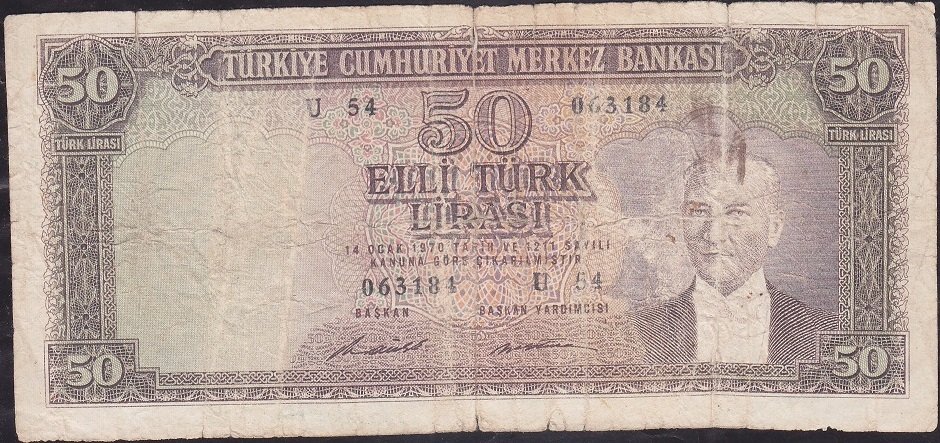 50
TÜRKİYE CUMHURİYET MERKEZ BANKASI
50
U 54
50
063184
TÜRK LİRASI
TÜRK LİRASI
ELLİ TÜRK
LİRASI
14 OCAK 1970 TARİH VE 1211 SAYILI
KANUNA GÖRE ÇIKARILMIŞTIR
063184
U 54
BAŞKAN
BAŞKAN YARDIMCISI
50
50